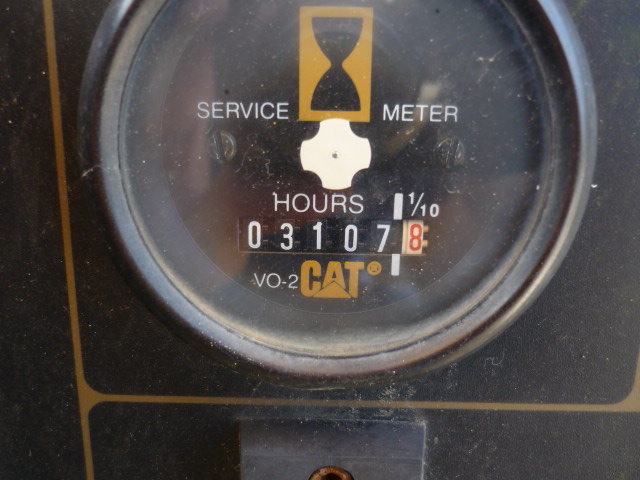 SERVICE METER
HOURS 1/10
031078
VO-2 CAT®